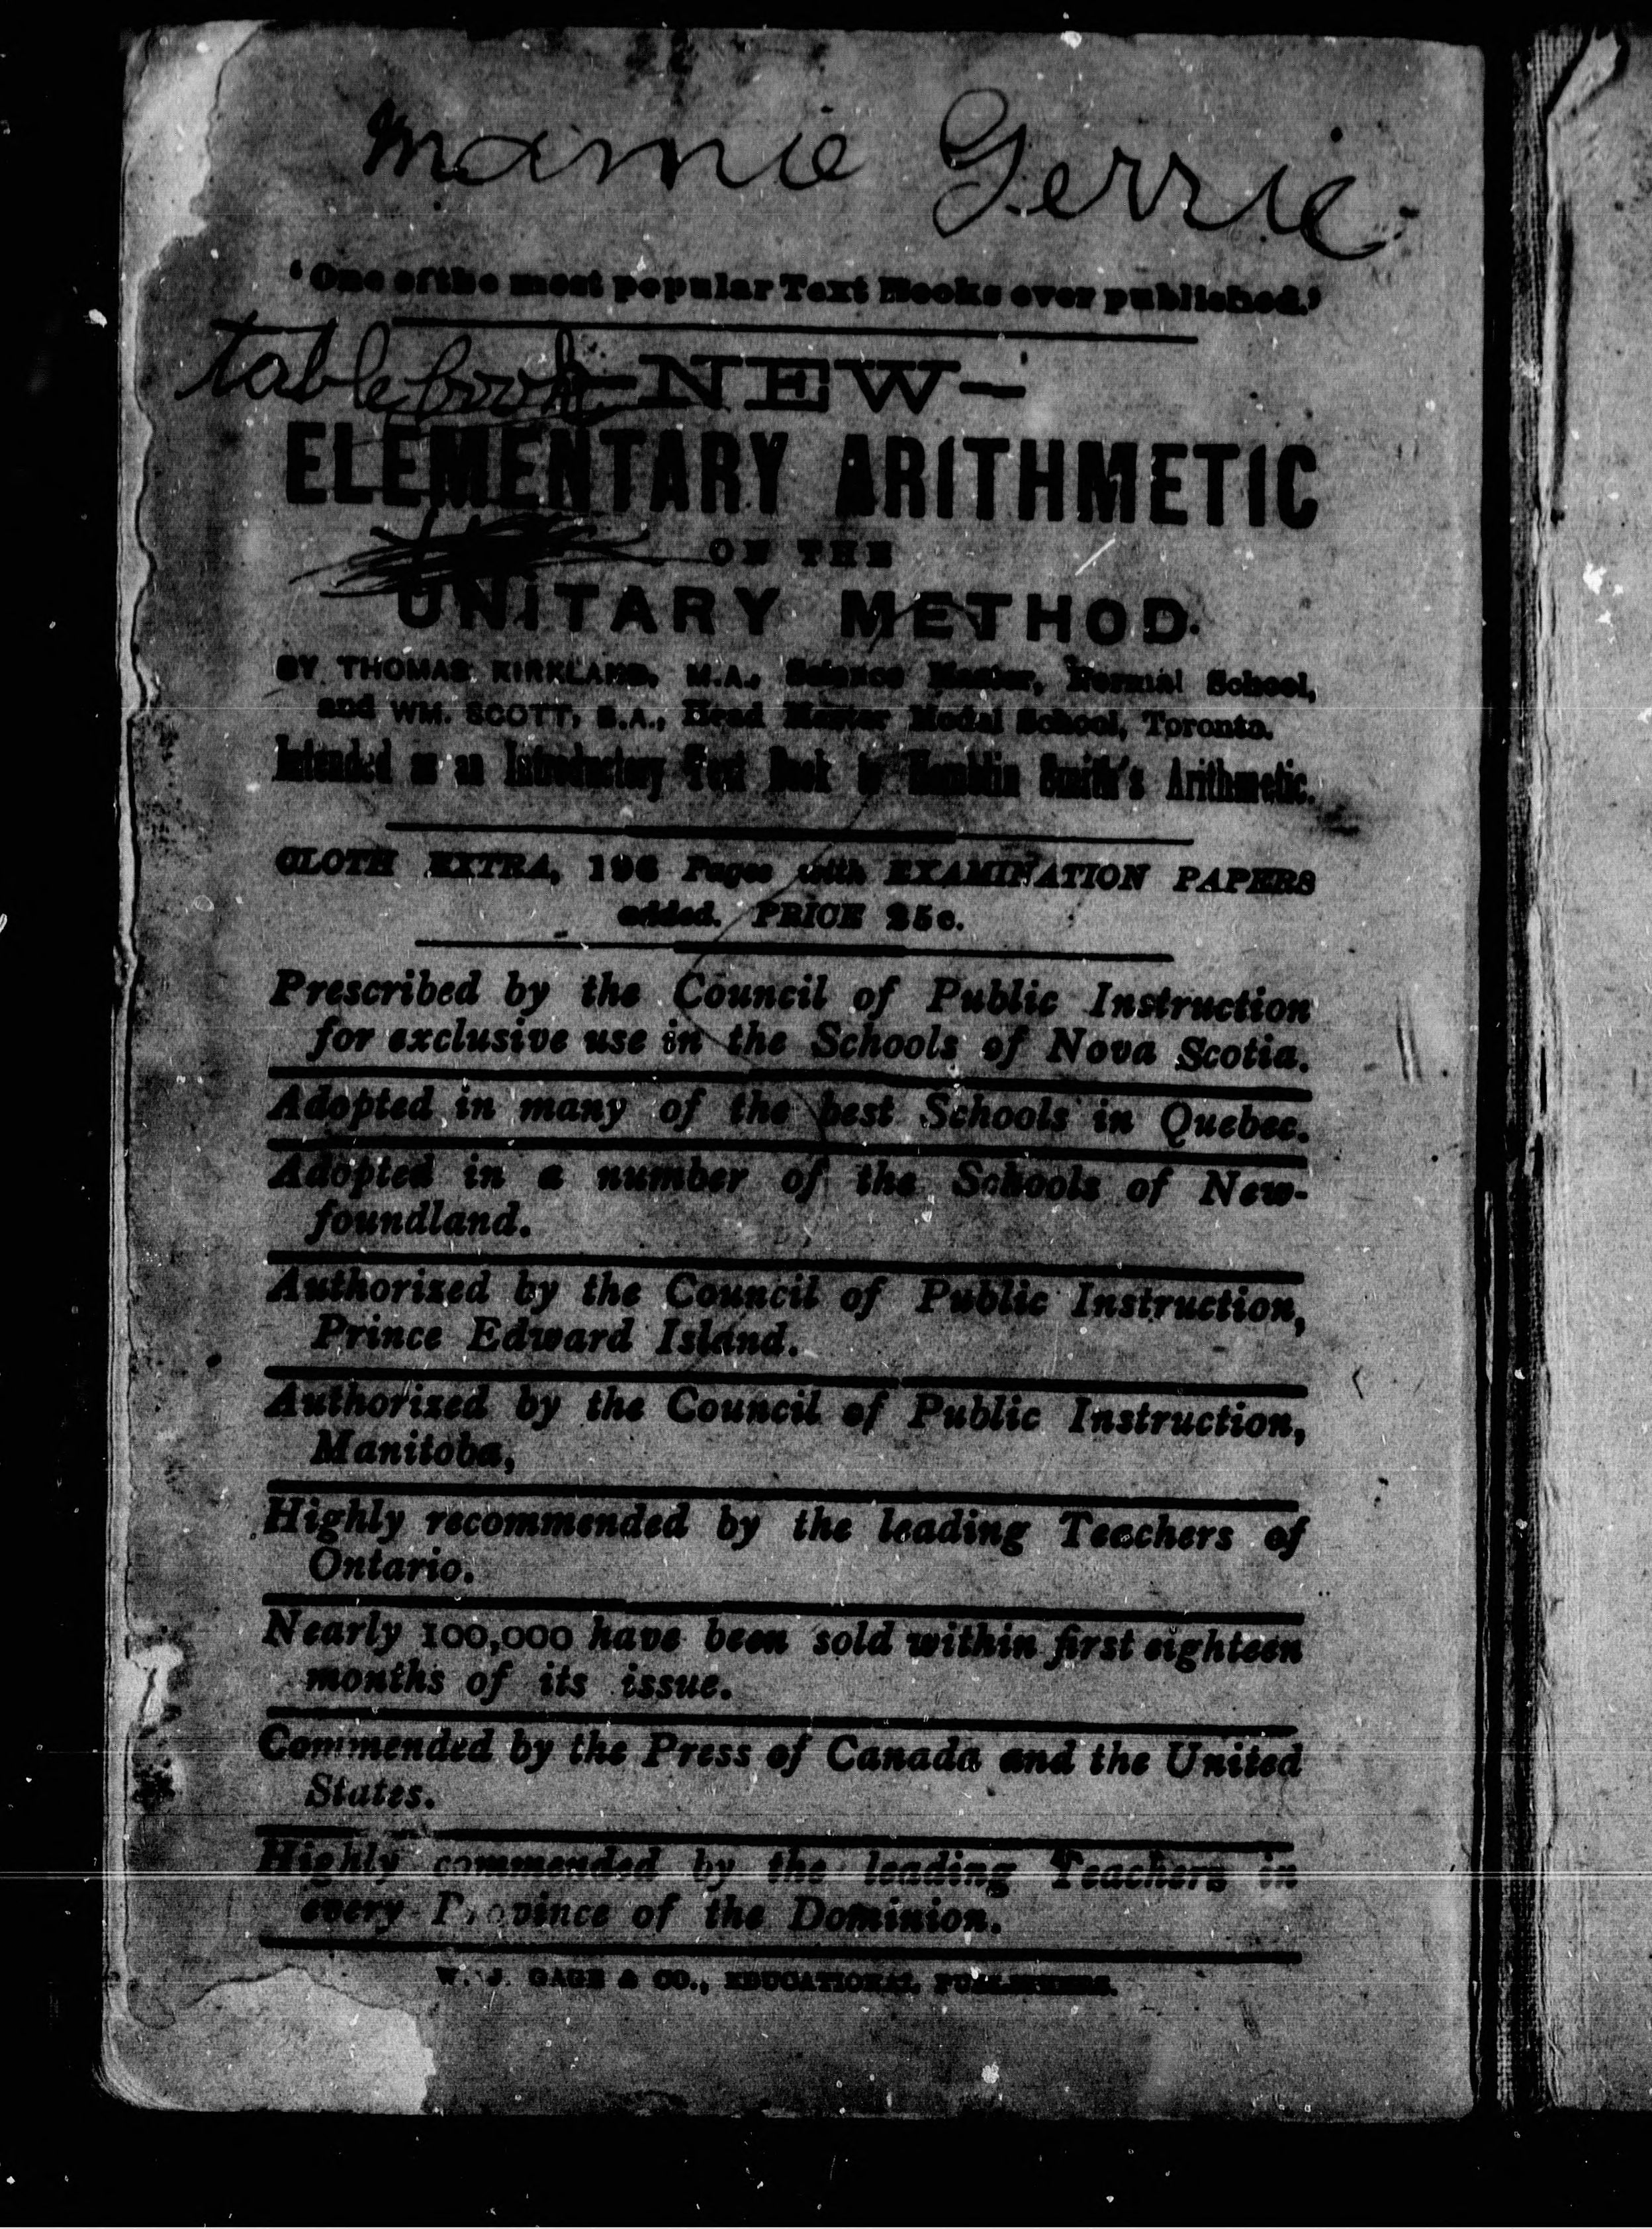 Mamie Gerrie
'One of the most popular Text Books ever published.'
table book
—NEW—
ELEMENTARY ARITHMETIC
ON THE
UNITARY METHOD.
BY THOMAS KIRKLAND, M.A., Science Master, Normal School,
and WM. SCOTT, B.A., Head Master Model School, Toronto.
Intended as an Introductory Text Book to Hamblin Smith's Arithmetic.
CLOTH EXTRA, 196 Pages with EXAMINATION PAPERS
added. PRICE 25c.
Prescribed by the Council of Public Instruction
for exclusive use in the Schools of Nova Scotia.
Adopted in many of the best Schools in Quebec.
Adopted in a number of the Schools of New-
foundland.
Authorized by the Council of Public Instruction,
Prince Edward Island.
Authorized by the Council of Public Instruction,
Manitoba,
Highly recommended by the leading Teachers of
Ontario.
Nearly 100,000 have been sold within first eighteen
months of its issue.
Commended by the Press of Canada and the United
States.
Highly commended by the leading Teachers in
every Province of the Dominion.
W. J. GAGE & CO., EDUCATIONAL PUBLISHERS.